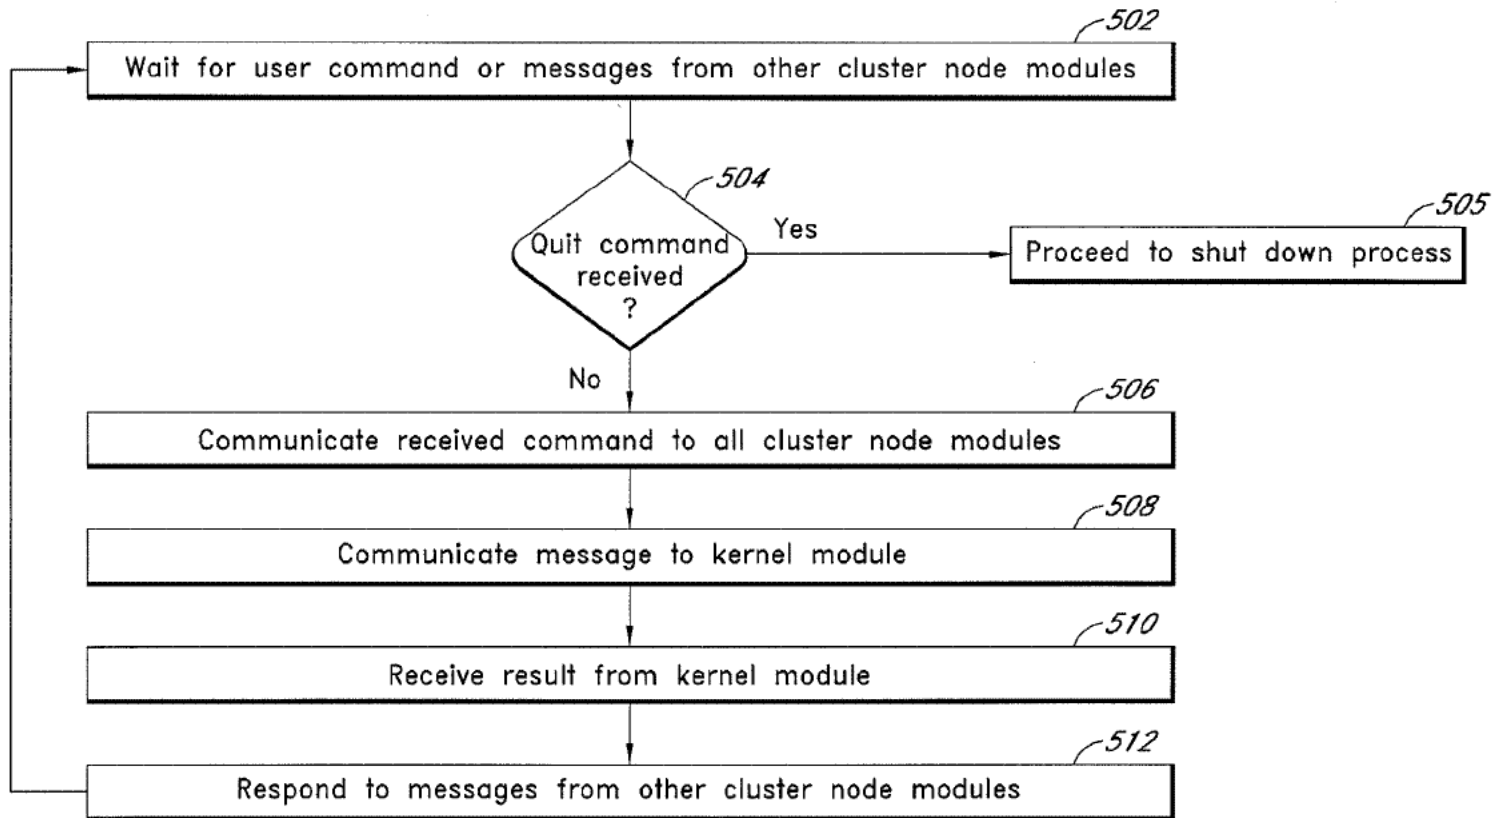 502
Wait for user command or messages from other cluster node modules
504
Quit command
received
?
Yes
505
Proceed to shut down process
No
506
Communicate received command to all cluster node modules
508
Communicate message to kernel module
510
Receive result from kernel module
512
Respond to messages from other cluster node modules